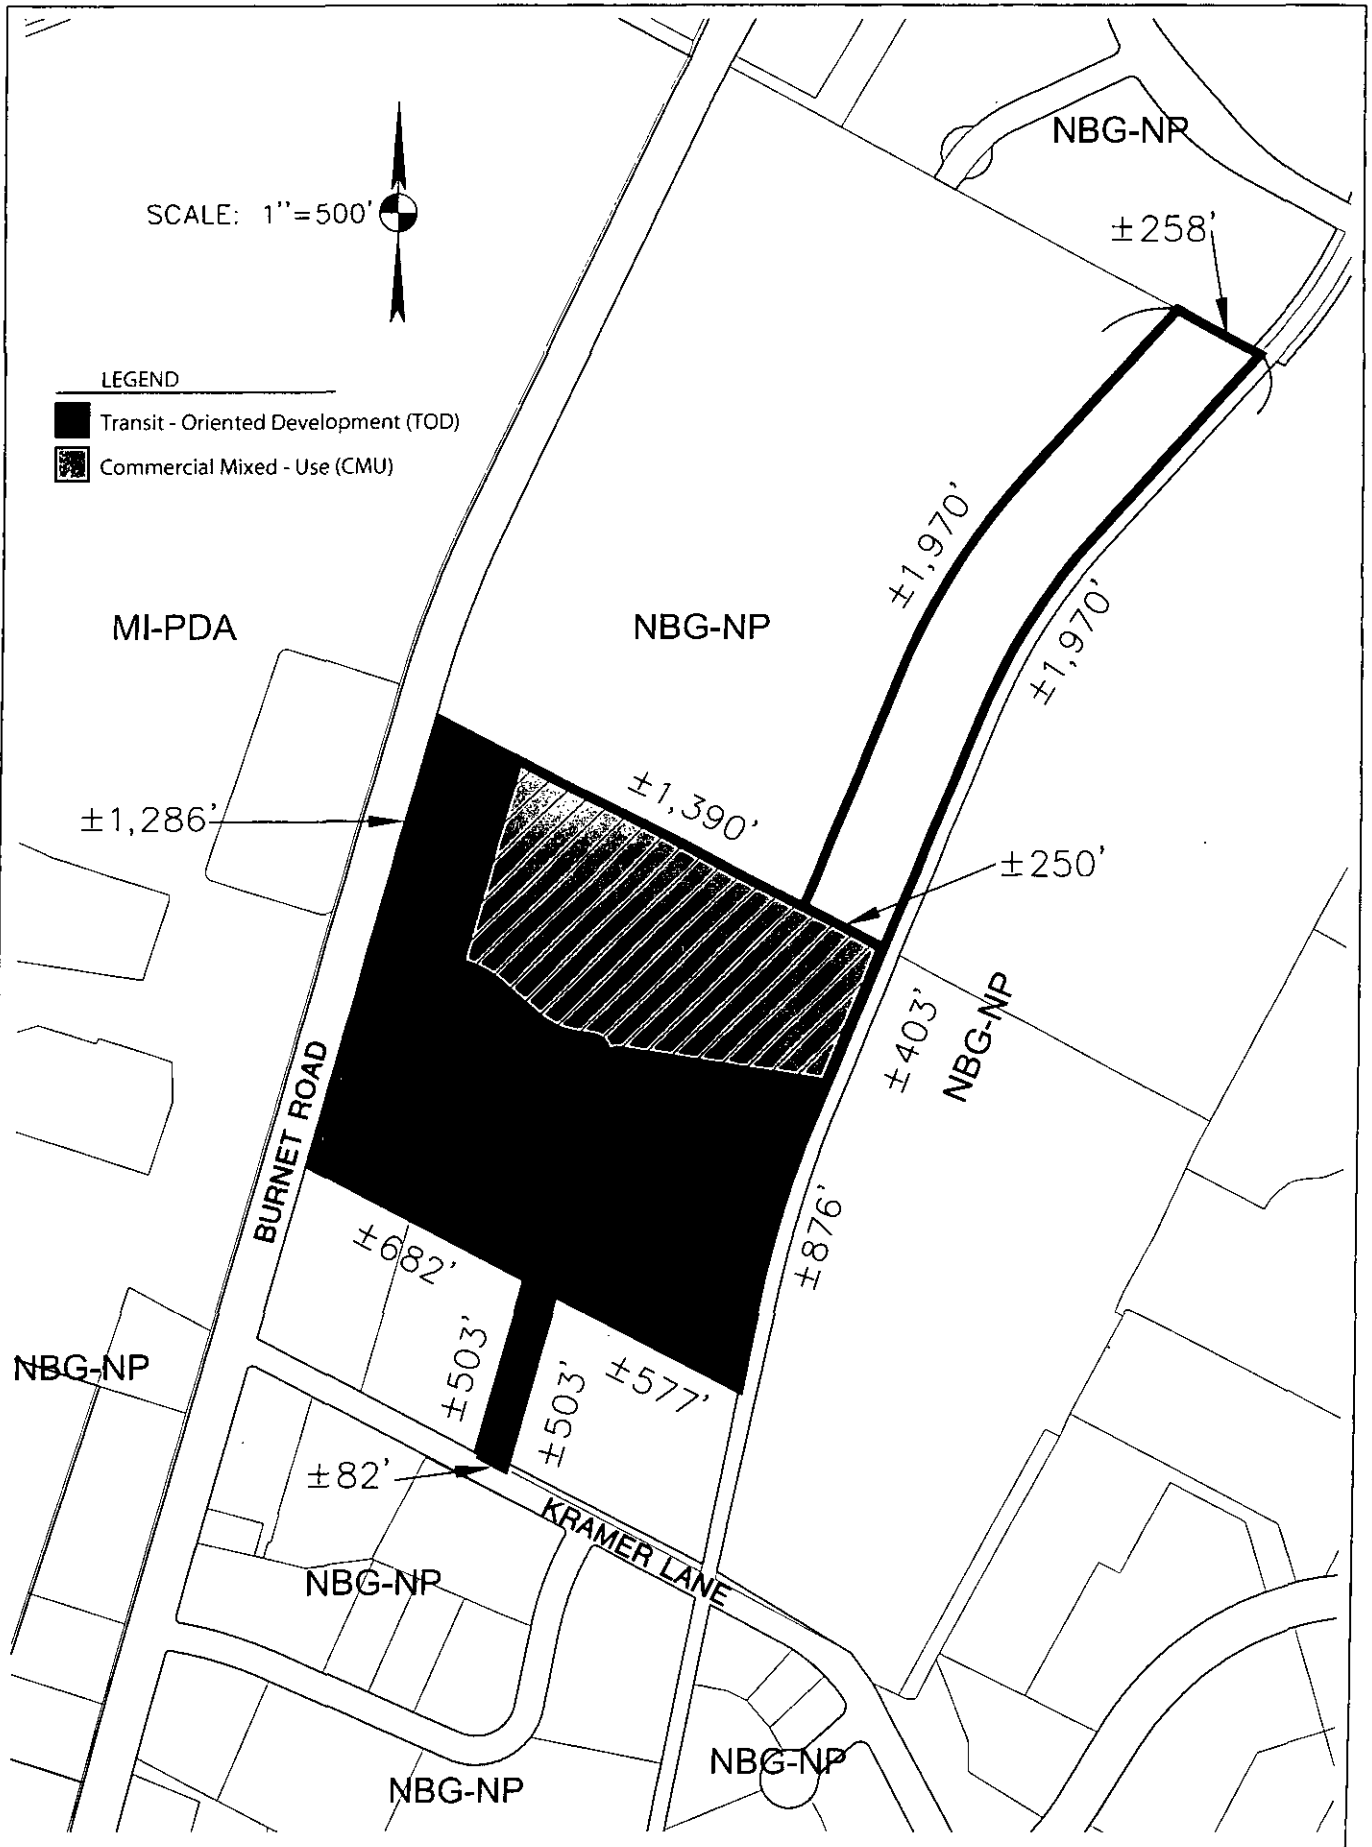 NBG-NP
SCALE: 1"=500'
±258'
LEGEND
Transit - Oriented Development (TOD)
Commercial Mixed - Use (CMU)
±1,970'
±1,970'
MI-PDA
NBG-NP
±1,390'
±1,286'
±250'
±403'
NBG-NP
BURNET ROAD
±876'
±682'
±503'
±503'
±577'
NBG-NP
±82'
KRAMER LANE
NBG-NP
NBG-NP
NBG-NP